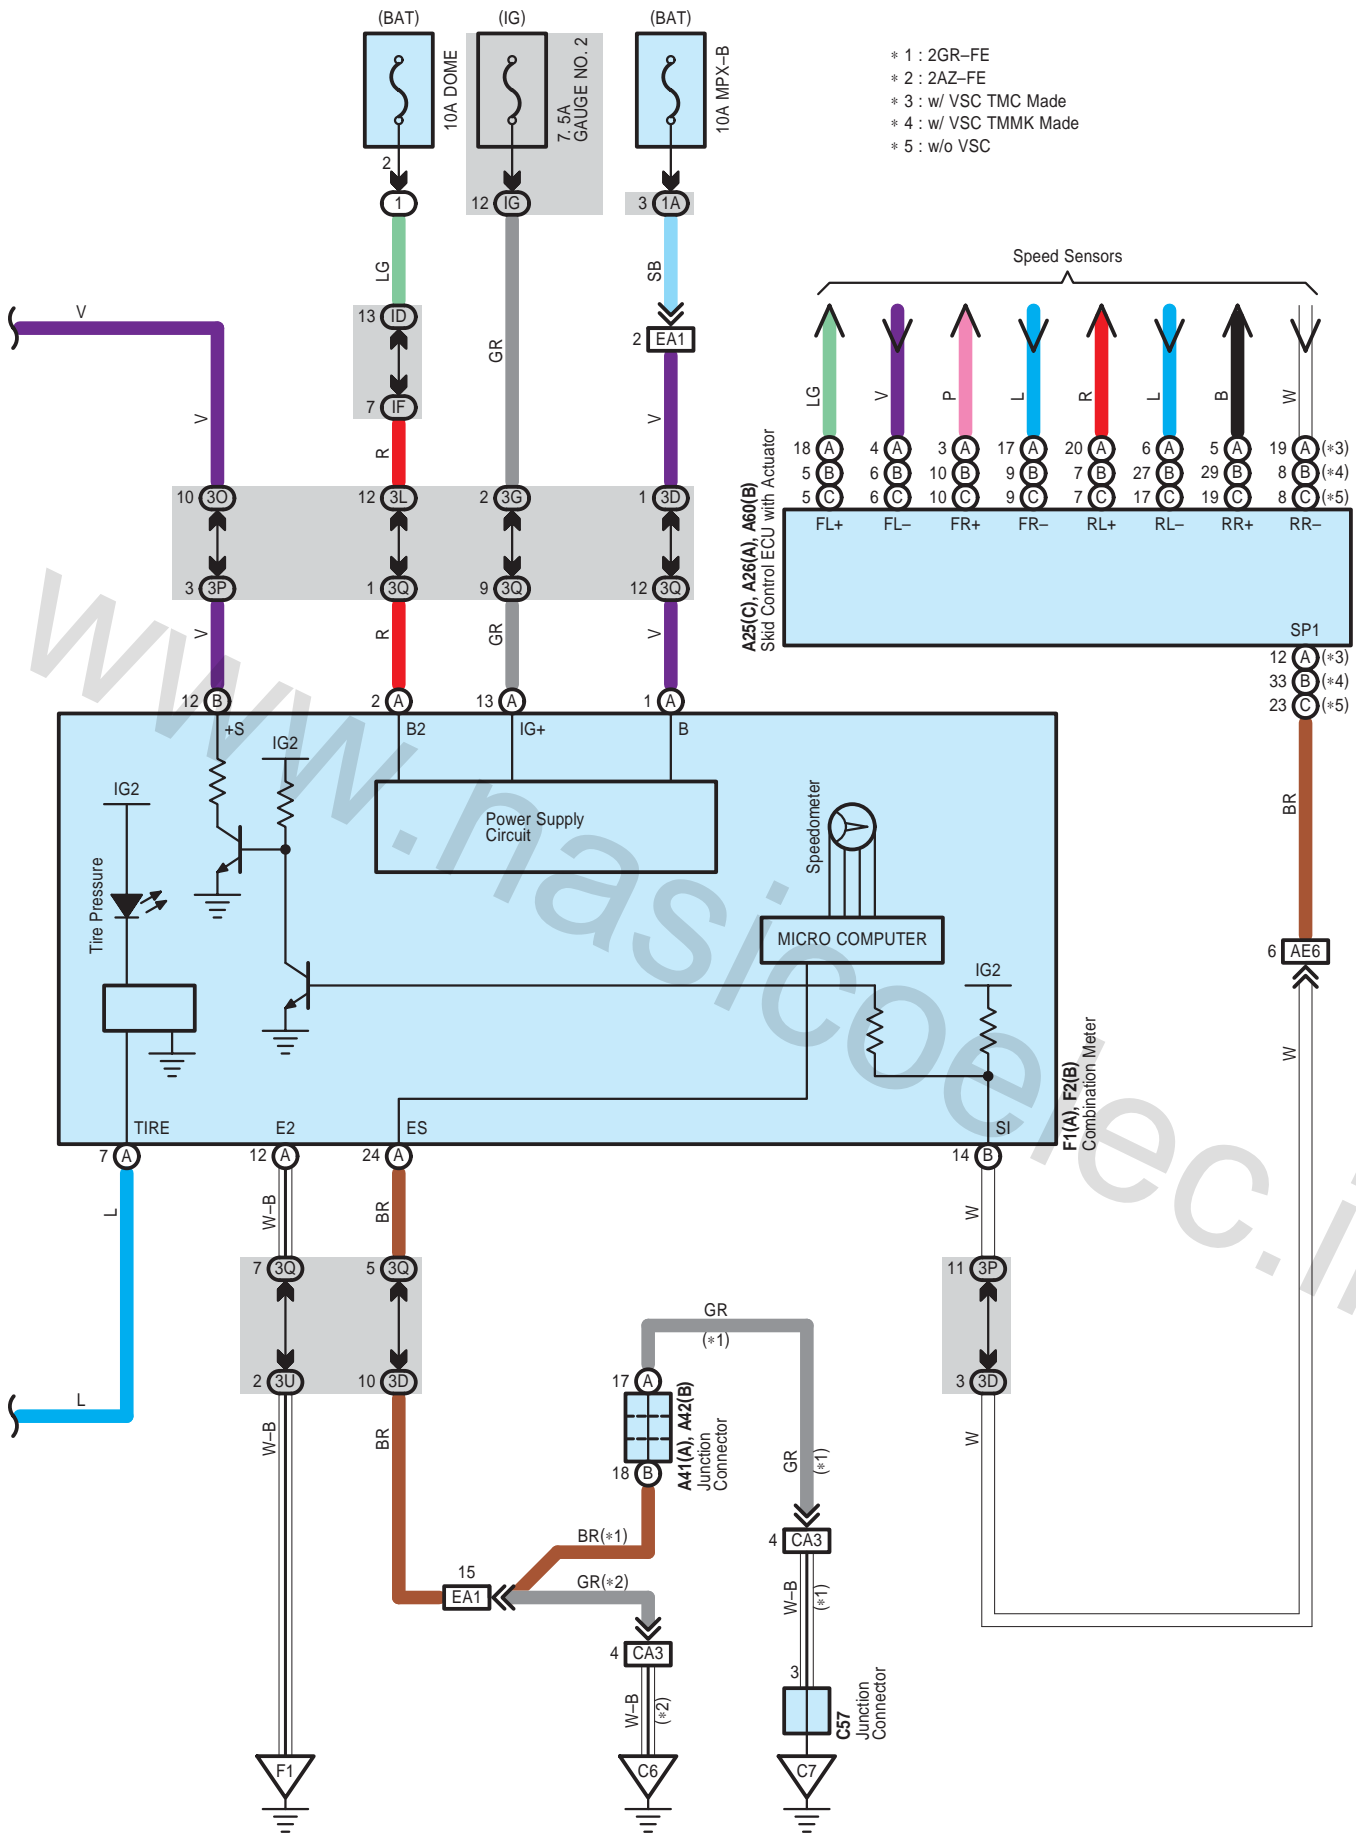 (BAT) (IG) (BAT)
10A DOME
7. 5A
GAUGE NO. 2
10A MPX–B
* 1 : 2GR–FE
* 2 : 2AZ–FE
* 3 : w/ VSC TMC Made
* 4 : w/ VSC TMMK Made
* 5 : w/o VSC
2
1 12 IG 3 1A
LG SB
Speed Sensors
V 13 ID
GR 2 EA1
7 IF
V R V
LG V P L R L B W
18 A 4 A 3 A 17 A 20 A 6 A 5 A 19 A (*3)
5 B 6 B 10 B 9 B 7 B 27 B 29 B 8 B (*4)
5 C 6 C 10 C 9 C 7 C 17 C 19 C 8 C (*5)
FL+ FL– FR+ FR– RL+ RL– RR+ RR–
A25(C), A26(A), A60(B)
Skid Control ECU with Actuator
10 3O 12 3L 2 3G 1 3D
3 3P 1 3Q 9 3Q 12 3Q
V R GR V
SP1
12 A (*3)
33 B (*4)
23 C (*5)
12 B 2 A 13 A 1 A
+S B2 IG+ B
IG2
IG2
Power Supply
Circuit
Speedometer
BR
Tire Pressure
MICRO COMPUTER
6 AE6
IG2
W
F1(A), F2(B)
Combination Meter
TIRE E2 ES SI
7 A 12 A 24 A 14 B
L W–B BR W
7 3Q 5 3Q 11 3P
GR
(*1)
2 3U 10 3D 17 A 3 3D
L
W–B BR W
A41(A), A42(B)
Junction
Connector
18 B
GR (*1)
BR(*1)
4 CA3
15
EA1
GR(*2)
W–B (*1)
4 CA3
W–B (*2)
3
C57
Junction
Connector
F1 C6 C7
www.nasicoelec.i